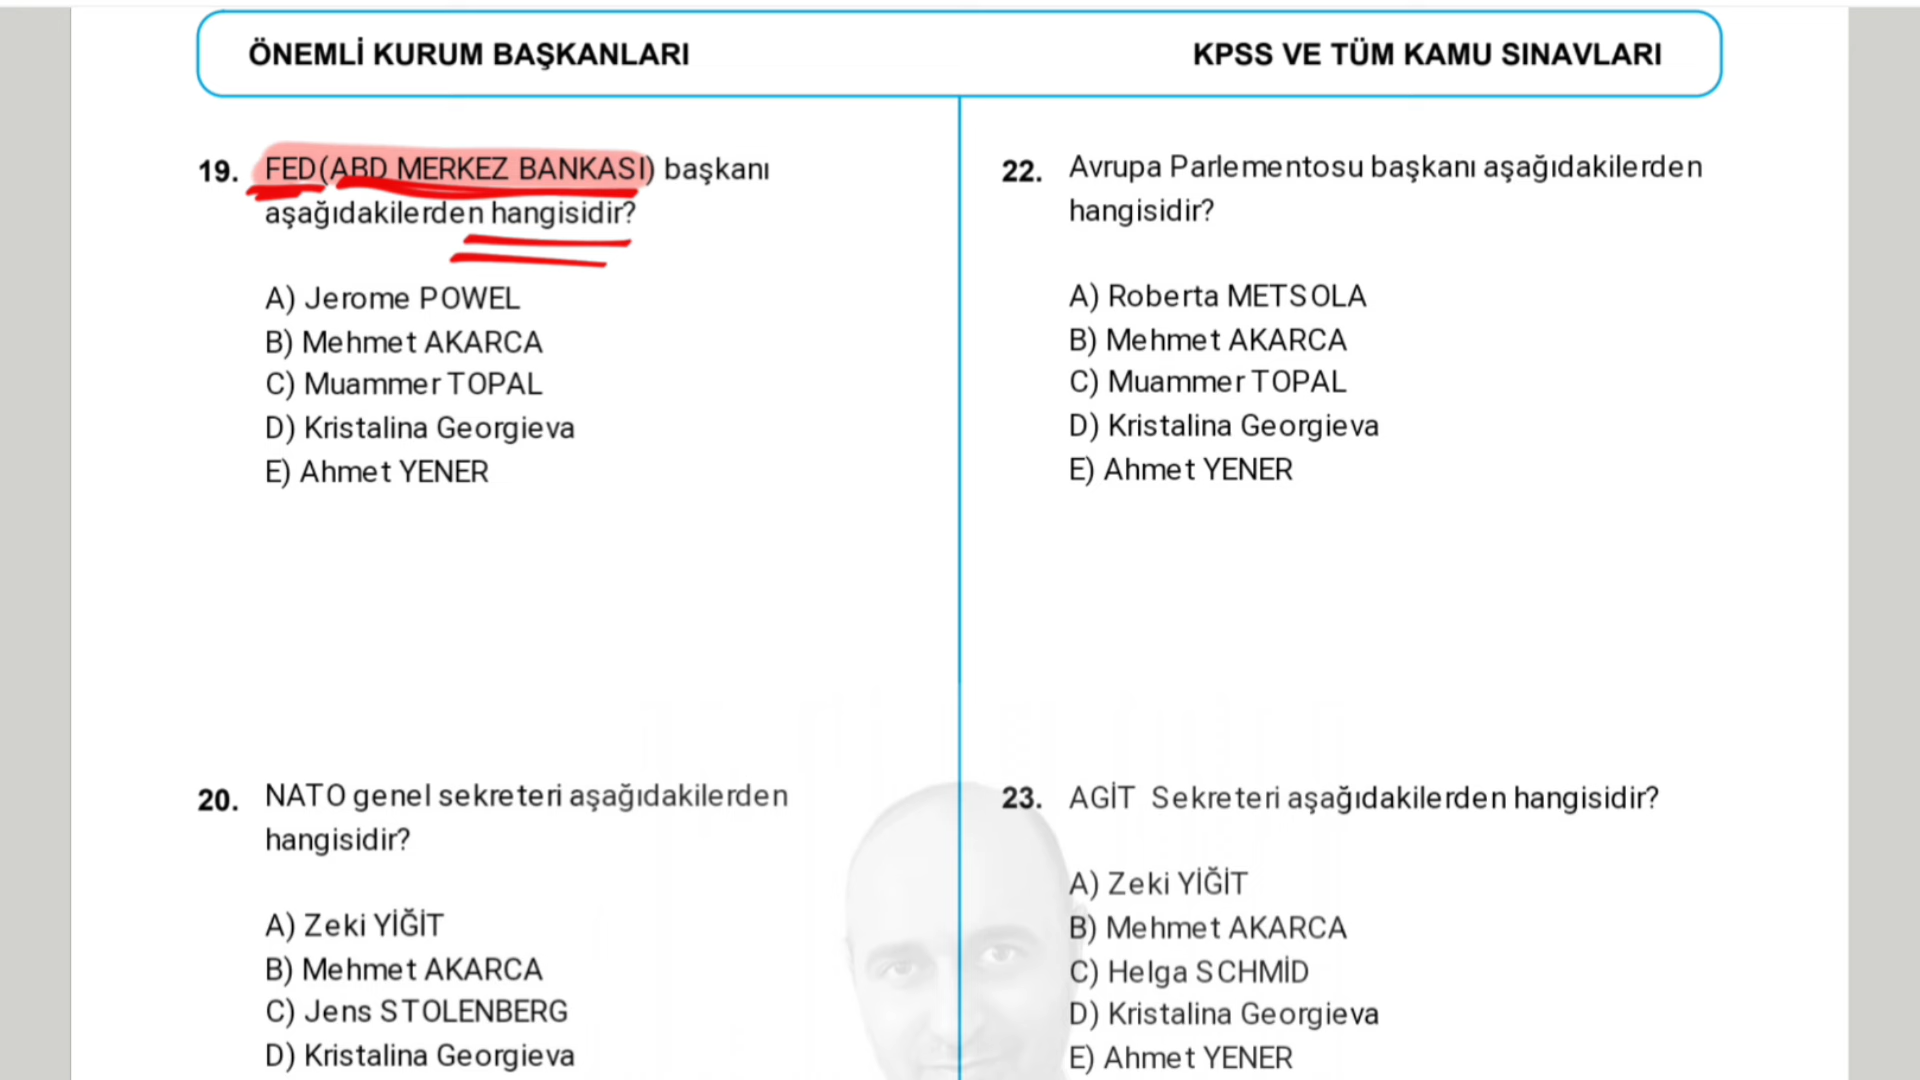 ÖNEMLİ KURUM BAŞKANLARI
KPSS VE TÜM KAMU SINAVLARI
19. FED(ABD MERKEZ BANKASI) başkanı
aşağıdakilerden hangisidir?
A) Jerome POWEL
B) Mehmet AKARCA
C) Muammer TOPAL
D) Kristalina Georgieva
E) Ahmet YENER
20. NATO genel sekreteri aşağıdakilerden
hangisidir?
A) Zeki YİĞİT
B) Mehmet AKARCA
C) Jens STOLENBERG
D) Kristalina Georgieva
22. Avrupa Parlementosu başkanı aşağıdakilerden
hangisidir?
A) Roberta METSOLA
B) Mehmet AKARCA
C) Muammer TOPAL
D) Kristalina Georgieva
E) Ahmet YENER
23. AGİT Sekreteri aşağıdakilerden hangisidir?
A) Zeki YİĞİT
B) Mehmet AKARCA
C) Helga SCHMİD
D) Kristalina Georgieva
E) Ahmet YENER